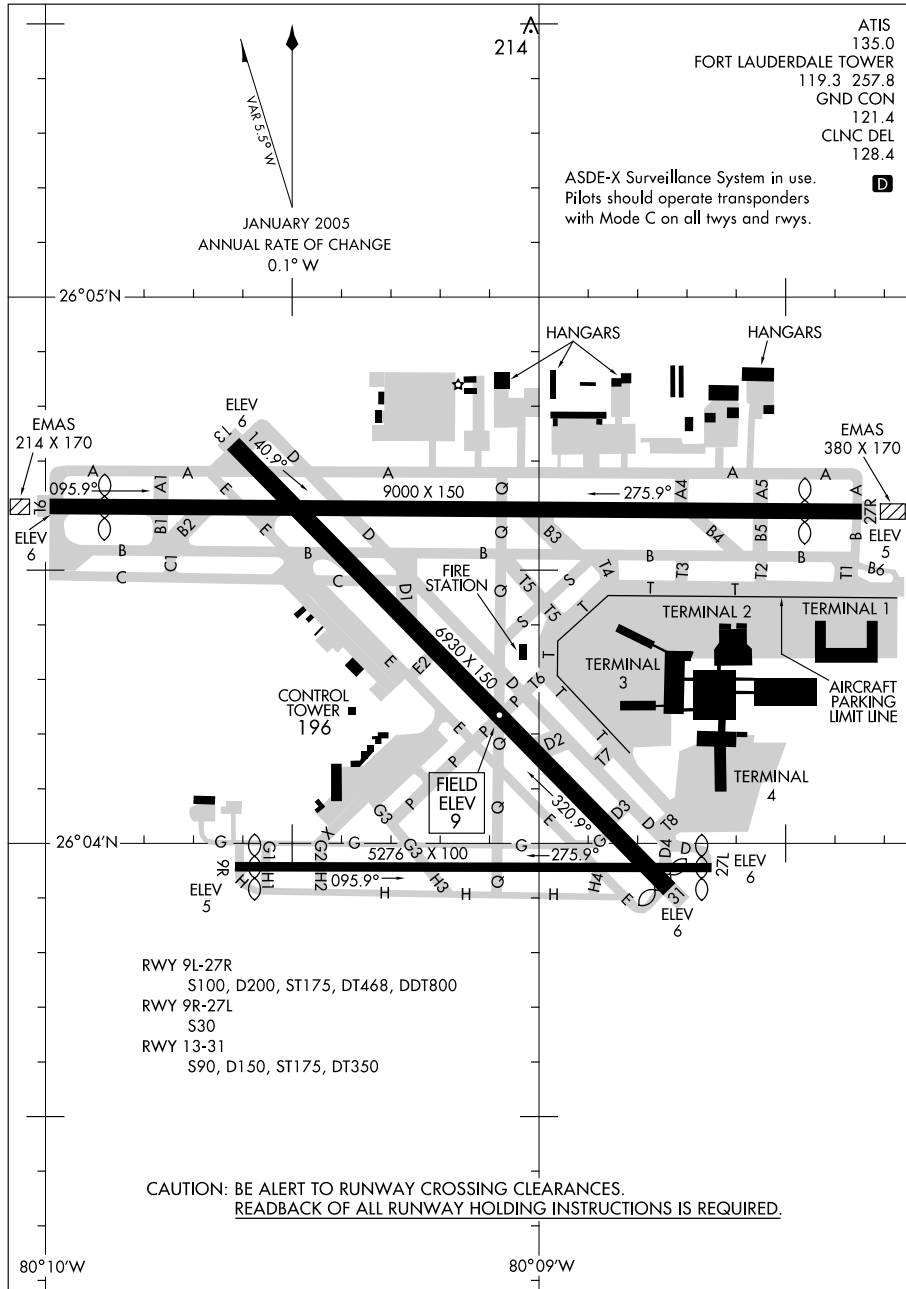 214
ATIS
135.0
FORT LAUDERDALE TOWER
119.3 257.8
GND CON
121.4
CLNC DEL
128.4
D
ASDE-X Surveillance System in use.
Pilots should operate transponders
with Mode C on all twys and rwys.
VAR 5.5° W
JANUARY 2005
ANNUAL RATE OF CHANGE
0.1° W
26°05'N
HANGARS
HANGARS
ELEV
6
EMAS
214 X 170
EMAS
380 X 170
13
140.9°
D
A
A
A
A
095.9°
A1
E
9000 X 150
Q
275.9°
A4
A5
A
9L
27R
ELEV
6
B1
B2
E
D
B3
B4
B5
B
ELEV
5
B
B
B
B
B
B6
C
C1
C
D1
FIRE
STATION
Q
T5
S
T4
T3
T2
T1
T
T
T
T5
S
TERMINAL 2
TERMINAL 1
6930 X 150
E
E2
T
TERMINAL
3
D
T6
T
P
AIRCRAFT
PARKING
LIMIT LINE
CONTROL
TOWER
196
E
P
Q
D2
T
T7
P
TERMINAL
4
FIELD
ELEV
9
320.9°
P
G3
Q
E
D3
D
T8
26°04'N
G
G1
G2
X
G
G3
G
G
D4
D
9R
5276 X 100
275.9°
27L
ELEV
6
ELEV
5
H
H1
H2
095.9°
H3
Q
H4
H
H
E
31
ELEV
6
RWY 9L-27R
S100, D200, ST175, DT468, DDT800
RWY 9R-27L
S30
RWY 13-31
S90, D150, ST175, DT350
CAUTION: BE ALERT TO RUNWAY CROSSING CLEARANCES.
READBACK OF ALL RUNWAY HOLDING INSTRUCTIONS IS REQUIRED.
80°10'W
80°09'W